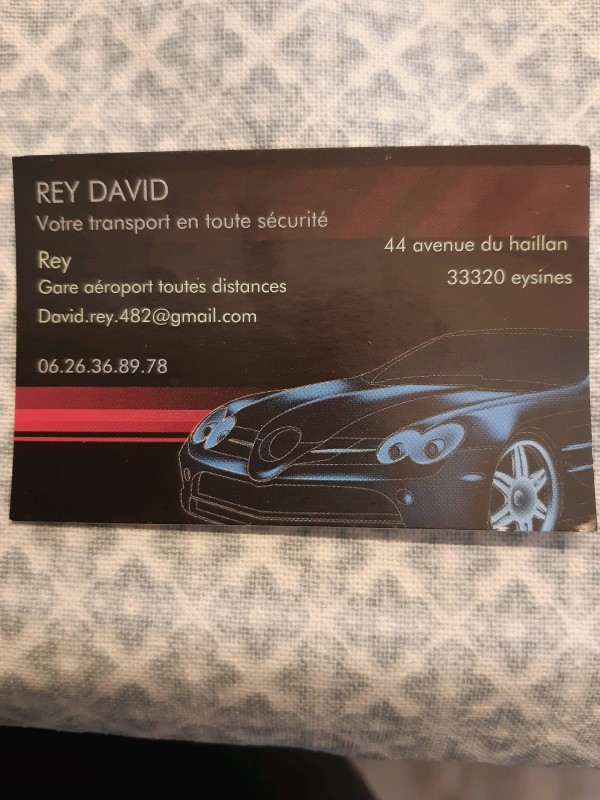 REY DAVID
Votre transport en toute sécurité
Rey
Gare aéroport toutes distances
David.rey.482@gmail.com
06.26.36.89.78
44 avenue du haillan
33320 eysines